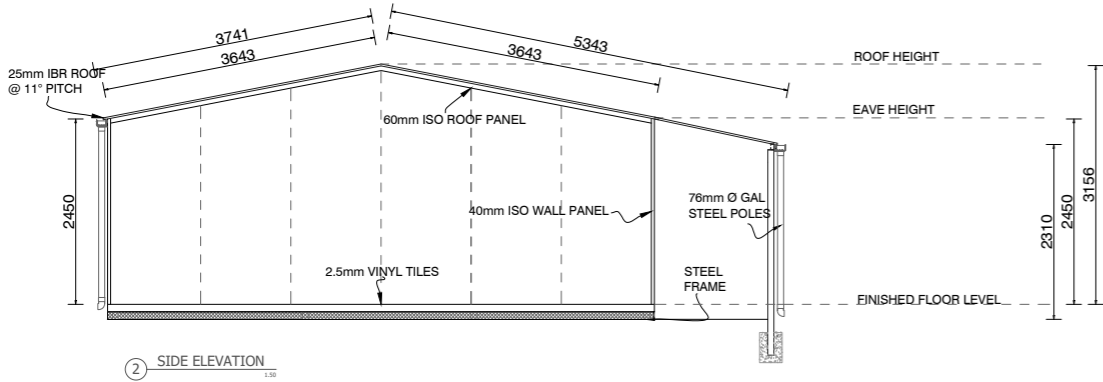 3741
5343
3643
3643
ROOF HEIGHT
25mm IBR ROOF
@ 11° PITCH
EAVE HEIGHT
60mm ISO ROOF PANEL
2450
40mm ISO WALL PANEL
76mm Ø GAL
STEEL POLES
2310
2450
3156
2.5mm VINYL TILES
STEEL
FRAME
FINISHED FLOOR LEVEL
2 SIDE ELEVATION
1:50